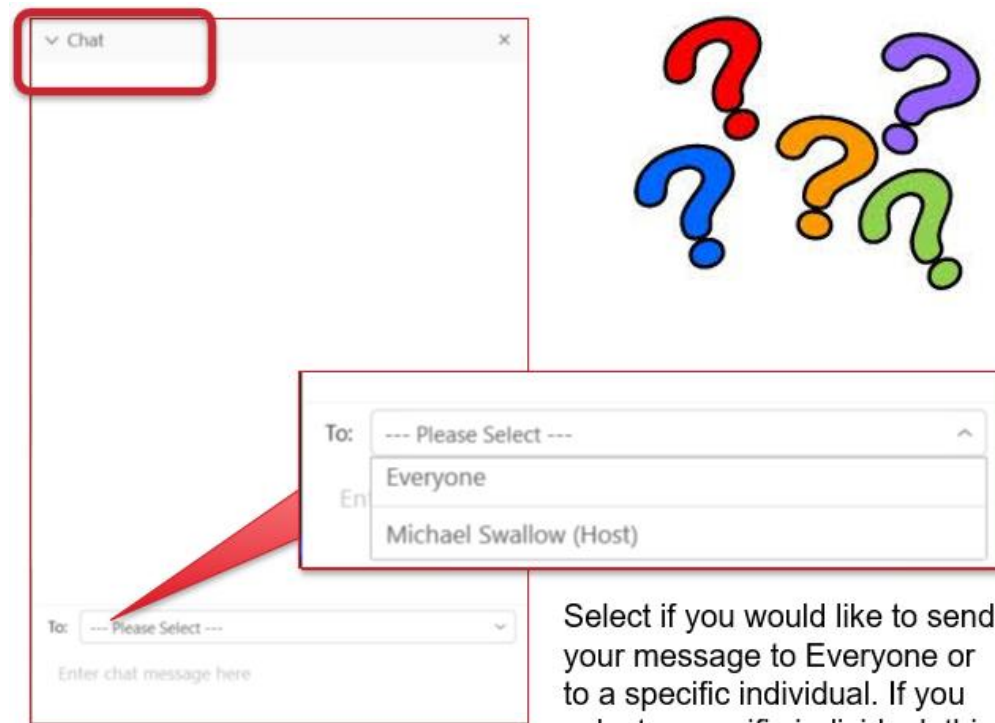 Chat
To: --- Please Select ---
Everyone
Michael Swallow (Host)
To: --- Please Select ---
Enter chat message here
Select if you would like to send
your message to Everyone or
to a specific individual. If you